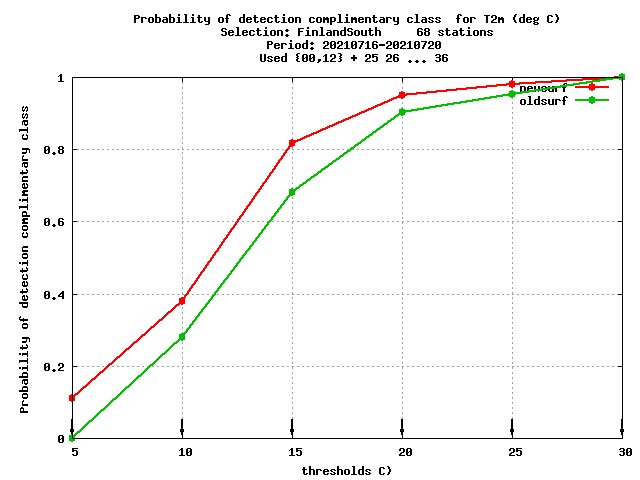 Probability of detection complimentary class  for T2m (deg C)
Selection: FinlandSouth     68 stations
Period: 20210716-20210720
Used {00,12} + 25 26 ... 36
newsurf
oldsurf
Probability of detection complimentary class
1
0.8
0.6
0.4
0.2
0
5 10 15 20 25 30
thresholds C)